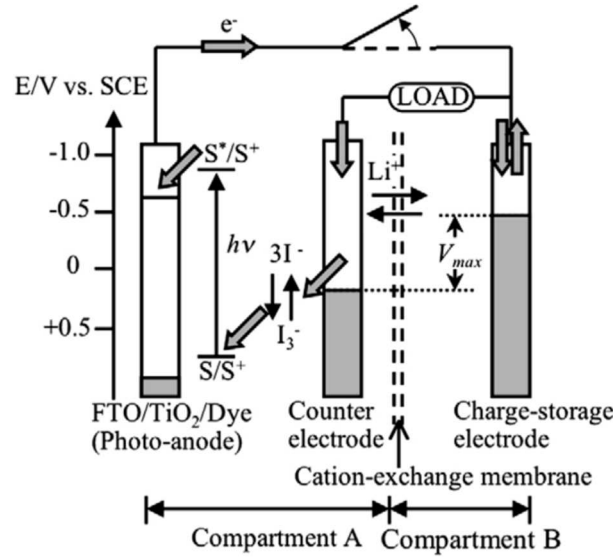 e-
E/V vs. SCE
LOAD
-1.0
-0.5
0
+0.5
S*/S+
hν
S/S+
3I-
I3-
Li+
Vmax
FTO/TiO2/Dye
(Photo-anode)
Counter
electrode
Charge-storage
electrode
Cation-exchange membrane
Compartment A
Compartment B